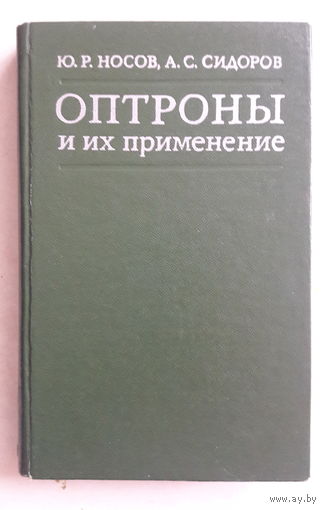 Ю. Р. НОСОВ, А. С. СИДОРОВ
ОПТРОНЫ
и их применение
www.ay.by